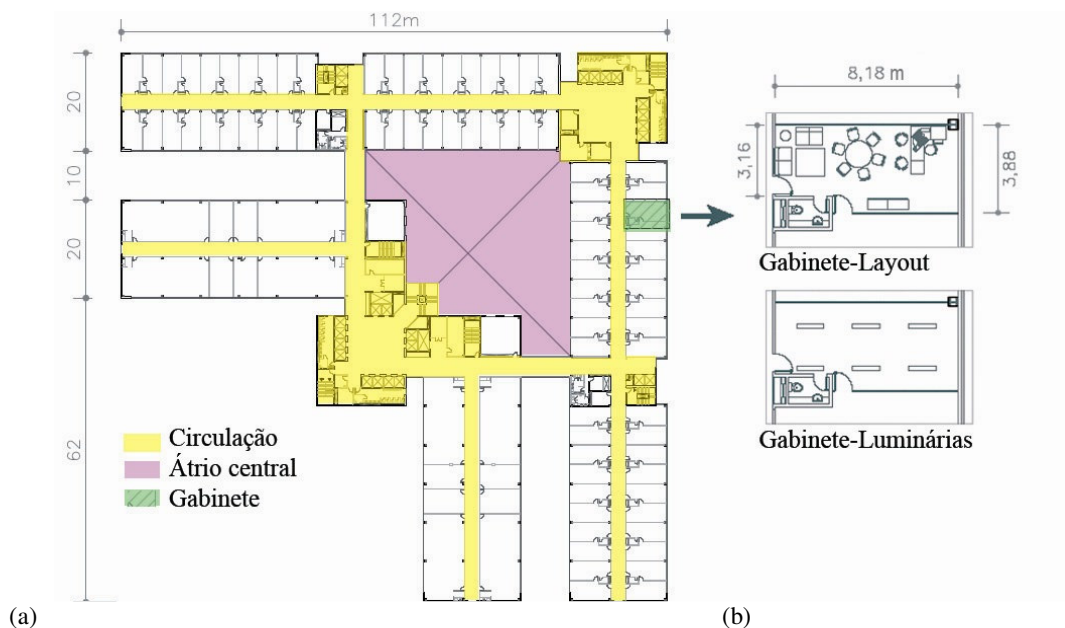 112m
20
10
20
62
Circulação
Átrio central
Gabinete
8,18 m
3,16
3,88
Gabinete-Layout
Gabinete-Luminárias
(a)
(b)